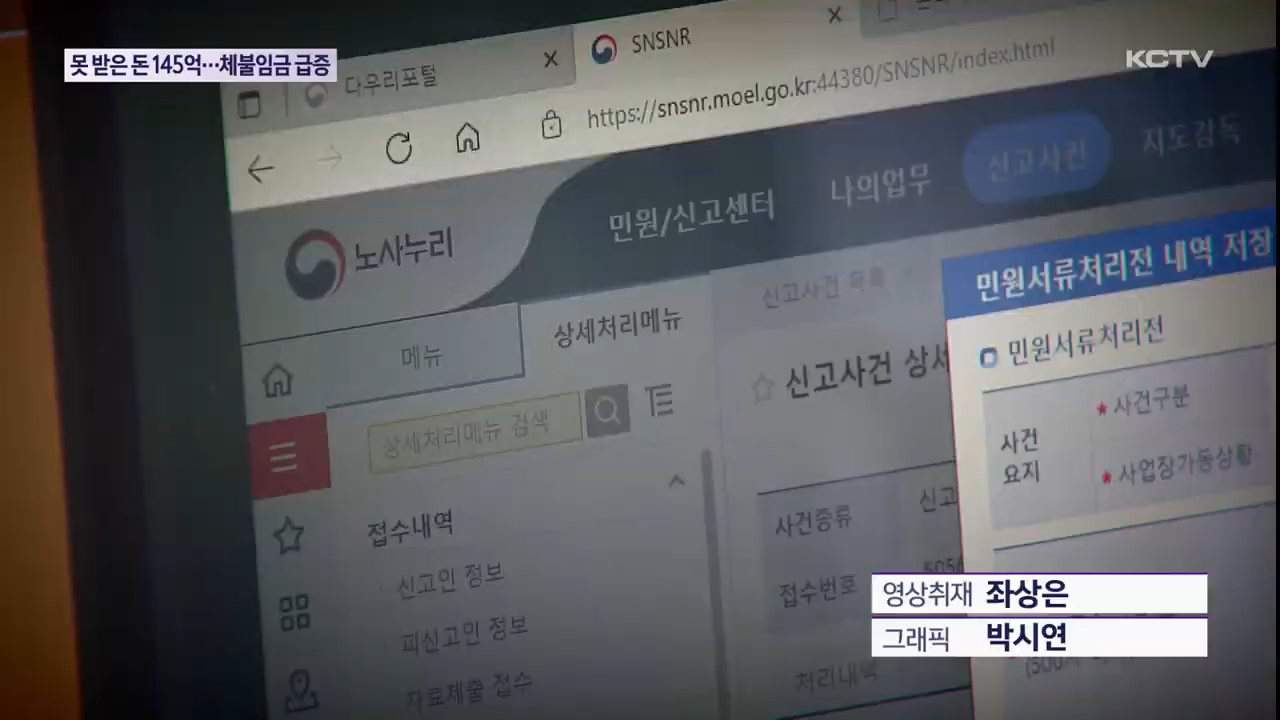 못 받은 돈 145억…체불임금 급증
KCTV
다우리포털
SNSNR
https://snsnr.moel.go.kr:44380/SNSNR/index.html
노사누리
민원/신고센터
나의업무
신고사건
지도감독
메뉴
상세처리메뉴
상세처리메뉴 검색
접수내역
신고인 정보
피신고인 정보
자료제출 접수
신고사건 목록
신고사건 상세
사건종류
신고
접수번호
처리내역
민원서류처리전 내역 저장
민원서류처리전
사건
요지
* 사건구분
* 사업장가동상황
영상취재 좌상은
그래픽 박시연